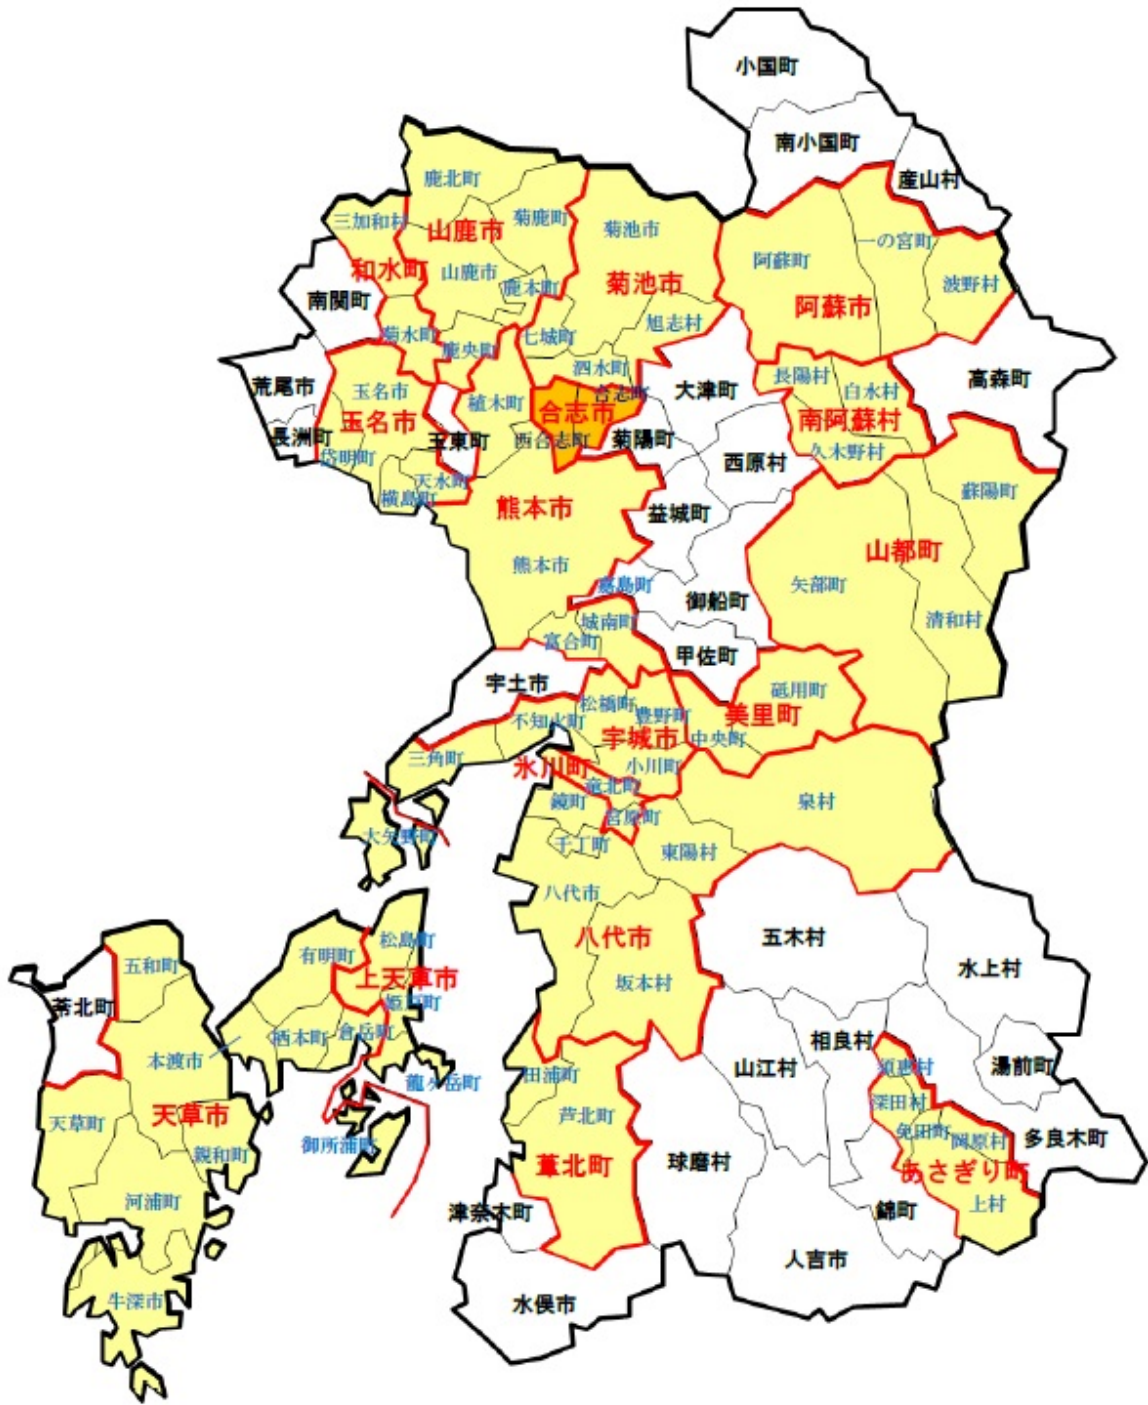 小国町
南小国町
産山村
鹿北町
菊鹿町
三加和村
山鹿市
菊池市
一の宮町
阿蘇町
和水町
山鹿市
鹿本町
菊池市
波野村
南関町
阿蘇市
菊水町
鹿央町
七城町
旭志村
泗水町
長陽村
高森町
荒尾市
玉名市
植木町
合志町
大津町
白水村
玉名市
合志市
南阿蘇村
長洲町
玉東町
西合志町
菊陽町
久木野村
岱明町
天水町
西原村
横島町
蘇陽町
熊本市
益城町
山都町
熊本市
嘉島町
矢部町
御船町
城南町
清和村
富合町
甲佐町
宇土市
砥用町
松橋町
不知火町
豊野町
美里町
宇城市
中央町
三角町
氷川町
小川町
竜北町
鏡町
宮原町
泉村
大矢野町
千丁町
東陽村
八代市
松島町
八代市
五木村
有明町
五和町
水上村
上天草市
坂本村
苓北町
姫戸町
倉岳町
栖本町
相良村
本渡市
山江村
須恵村
湯前町
田浦町
龍ヶ岳町
深田村
天草市
芦北町
天草町
免田町
岡原村
多良木町
御所浦町
親和町
葦北町
球磨村
あさぎり町
河浦町
上村
津奈木町
錦町
人吉市
牛深市
水俣市